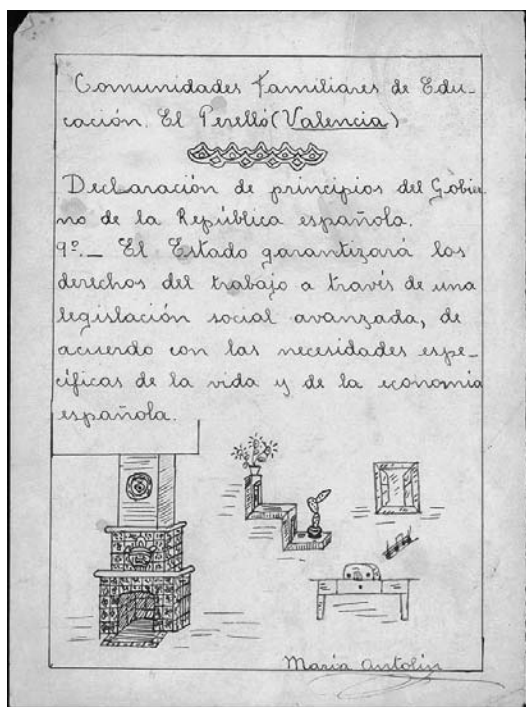 Comunidades Familiares de Edu-
cación. El Perelló (Valencia)
Declaración de principios del Gobier
no de la República española.
9º._ El Estado garantizará los
derechos del trabajo a través de una
legislación social avanzada, de
acuerdo con las necesidades espe-
cíficas de la vida y de la economía
española.
María Antolín